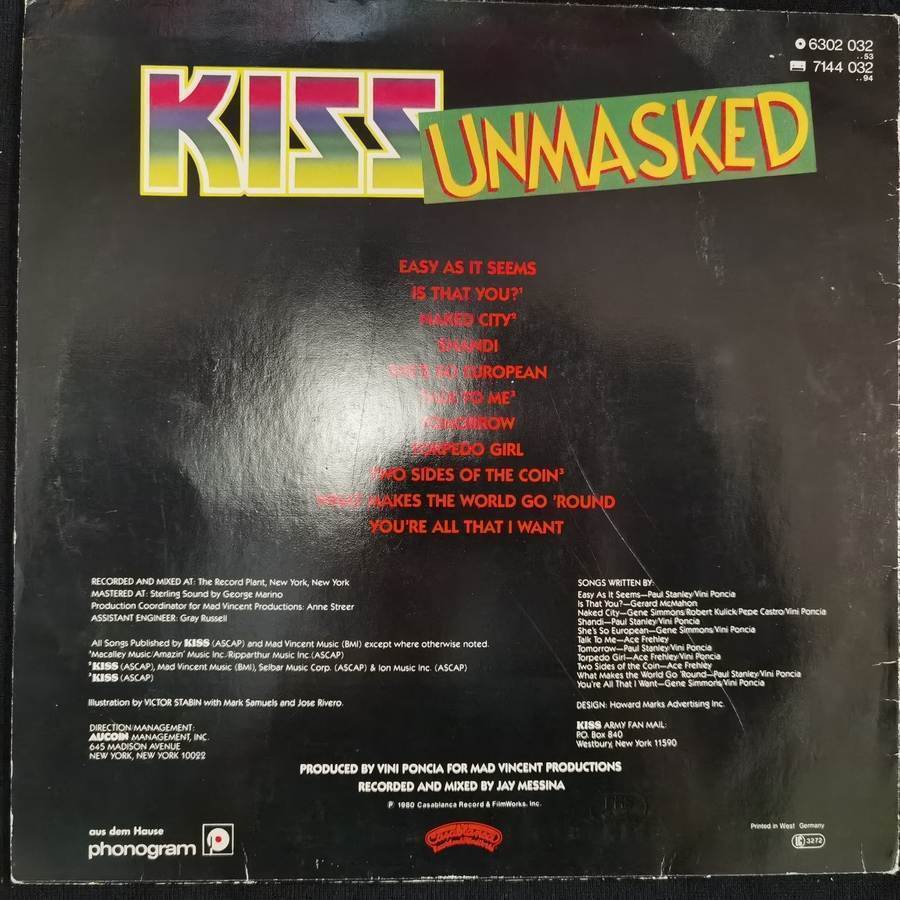 6302 032
..53
7144 032
..94
KISS
UNMASKED
EASY AS IT SEEMS
IS THAT YOU?¹
NAKED CITY²
SHANDI
SHE'S SO EUROPEAN
TALK TO ME³
TOMORROW
TORPEDO GIRL
TWO SIDES OF THE COIN³
WHAT MAKES THE WORLD GO 'ROUND
YOU'RE ALL THAT I WANT
RECORDED AND MIXED AT: The Record Plant, New York, New York
MASTERED AT: Sterling Sound by George Marino
Production Coordinator for Mad Vincent Productions: Anne Streer
ASSISTANT ENGINEER: Gray Russell
All Songs Published by KISS (ASCAP) and Mad Vincent Music (BMI) except where otherwise noted.
¹Macalley Music/Amazin' Music Inc./Ripparthur Music Inc.(ASCAP)
²KISS (ASCAP), Mad Vincent Music (BMI), Selbar Music Corp. (ASCAP) & Ion Music Inc. (ASCAP)
³KISS (ASCAP)
Illustration by VICTOR STABIN with Mark Samuels and Jose Rivero.
DIRECTION/MANAGEMENT:
AUCOIN MANAGEMENT, INC.
645 MADISON AVENUE
NEW YORK, NEW YORK 10022
SONGS WRITTEN BY:
Easy As It Seems—Paul Stanley/Vini Poncia
Is That You?—Gerard McMahon
Naked City—Gene Simmons/Robert Kulick/Pepe Castro/Vini Poncia
Shandi—Paul Stanley/Vini Poncia
She's So European—Gene Simmons/Vini Poncia
Talk To Me—Ace Frehley
Tomorrow—Paul Stanley/Vini Poncia
Torpedo Girl—Ace Frehley/Vini Poncia
Two Sides of the Coin—Ace Frehley
What Makes The World Go 'Round—Paul Stanley/Vini Poncia
You're All That I Want—Gene Simmons/Vini Poncia
DESIGN: Howard Marks Advertising Inc.
KISS ARMY FAN MAIL:
P.O. Box 840
Westbury, New York 11590
PRODUCED BY VINI PONCIA FOR MAD VINCENT PRODUCTIONS
RECORDED AND MIXED BY JAY MESSINA
℗ 1980 Casablanca Record & FilmWorks, Inc.
aus dem Hause
phonogram
Casablanca
Record and FilmWorks
Printed in West Germany
LC 3272